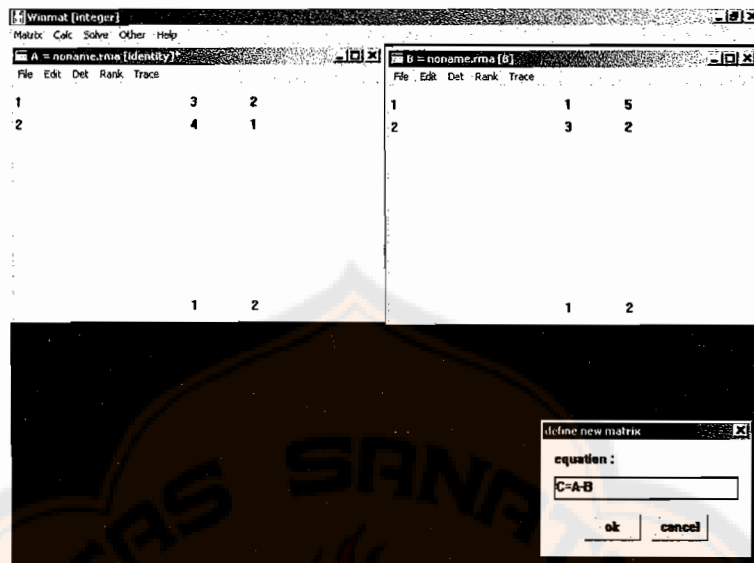 Winmat [integer]
Matrix Calc Solve Other Help
A = noname.rma [identity]*
File Edit Det Rank Trace
1 3 2
2 4 1
1 2
B = noname.rma [B]
File Edit Det Rank Trace
1 1 5
2 3 2
1 2
define new matrix
equation :
C=A-B
ok cancel
AS SANAT